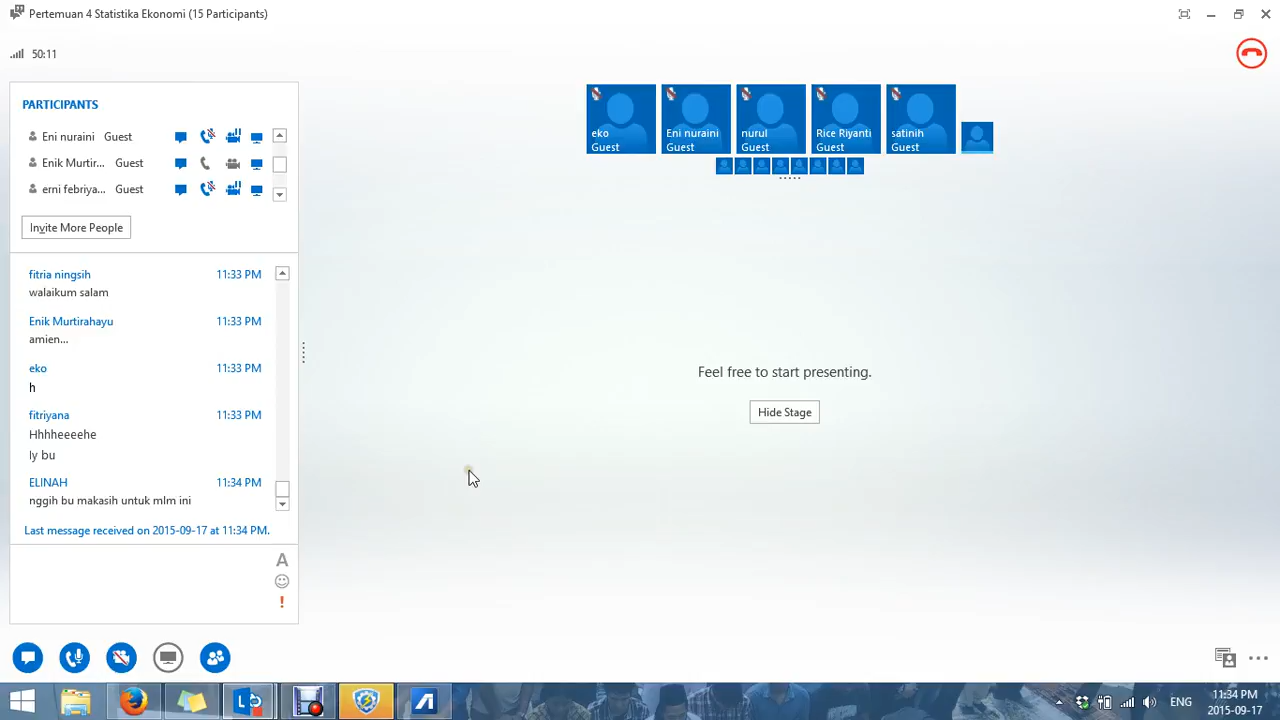 Pertemuan 4 Statistika Ekonomi (15 Participants)
50:11
PARTICIPANTS
Eni nuraini Guest
Enik Murtir... Guest
erni febriya... Guest
Invite More People
fitria ningsih 11:33 PM
walaikum salam
Enik Murtirahayu 11:33 PM
amien...
eko 11:33 PM
h
fitriyana 11:33 PM
Hhhheeeehe
Iy bu
ELINAH 11:34 PM
nggih bu makasih untuk mlm ini
Last message received on 2015-09-17 at 11:34 PM.
A
!
eko
Guest
Eni nuraini
Guest
nurul
Guest
Rice Riyanti
Guest
satinih
Guest
Feel free to start presenting.
Hide Stage
ENG
11:34 PM
2015-09-17